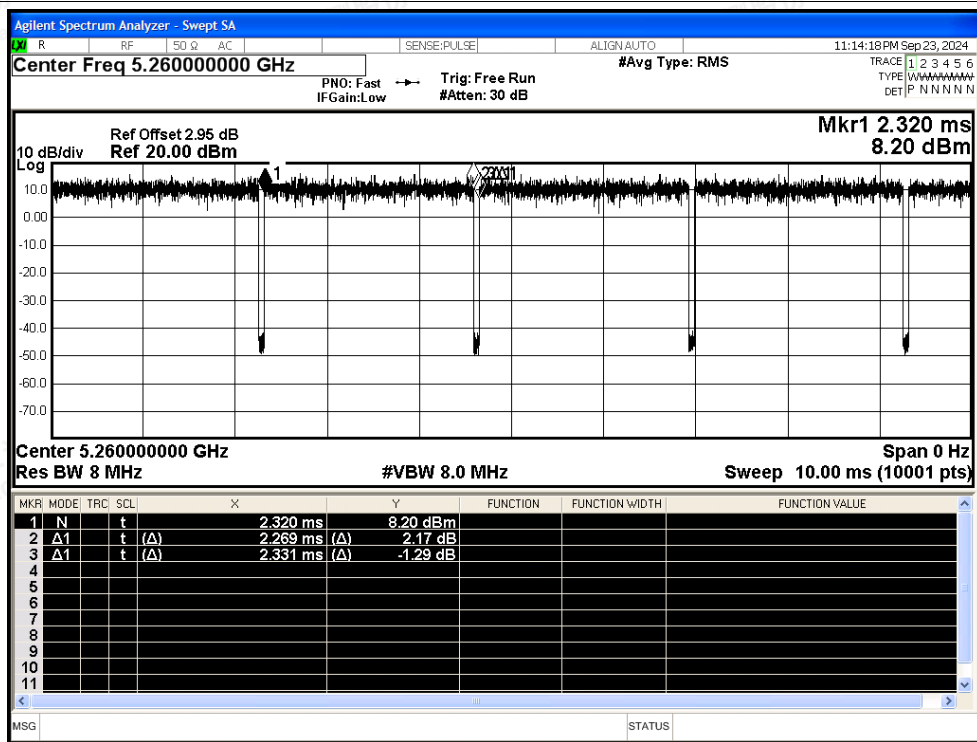 Agilent Spectrum Analyzer - Swept SA
LXI R RF 50 Ω AC SENSE:PULSE ALIGN AUTO 11:14:18 PM Sep 23, 2024
Center Freq 5.260000000 GHz #Avg Type: RMS TRACE 1 2 3 4 5 6
PNO: Fast Trig: Free Run TYPE
IFGain:Low #Atten: 30 dB DET P N N N N N
Mkr1 2.320 ms
Ref Offset 2.95 dB
10 dB/div Ref 20.00 dBm 8.20 dBm
Log
1
10.0
0.00
-10.0
-20.0
-30.0
-40.0
-50.0
-60.0
-70.0
Center 5.260000000 GHz Span 0 Hz
Res BW 8 MHz #VBW 8.0 MHz Sweep 10.00 ms (10001 pts)
MKR MODE TRC SCL X Y FUNCTION FUNCTION WIDTH FUNCTION VALUE
1 N t 2.320 ms 8.20 dBm
2 Δ1 t (Δ) 2.269 ms (Δ) 2.17 dB
3 Δ1 t (Δ) 2.331 ms (Δ) -1.29 dB
4
5
6
7
8
9
10
11
MSG STATUS